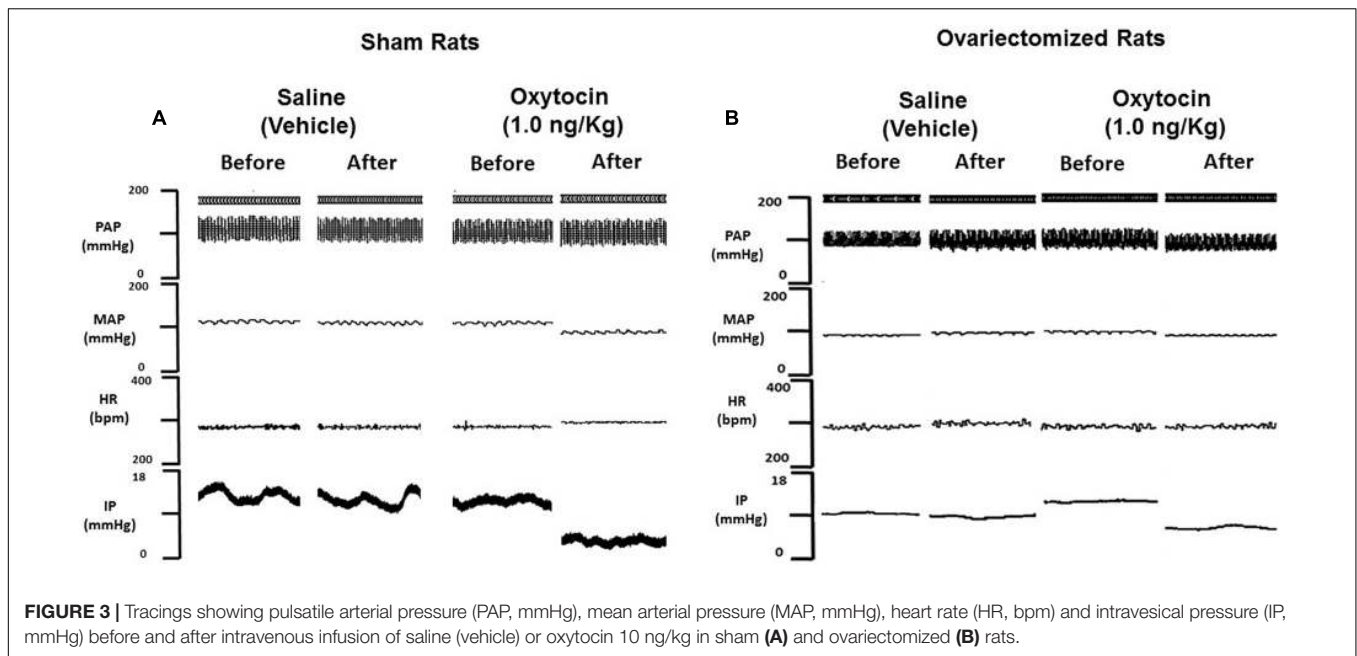 Sham Rats
Ovariectomized Rats
A
Saline
(Vehicle)
Oxytocin
(1.0 ng/Kg)
Before
After
Before
After
200
PAP
(mmHg)
0
200
MAP
(mmHg)
0
400
HR
(bpm)
200
18
IP
(mmHg)
0
B
Saline
(Vehicle)
Oxytocin
(1.0 ng/Kg)
Before
After
Before
After
200
PAP
(mmHg)
0
200
MAP
(mmHg)
0
400
HR
(bpm)
200
18
IP
(mmHg)
0
FIGURE 3 | Tracings showing pulsatile arterial pressure (PAP, mmHg), mean arterial pressure (MAP, mmHg), heart rate (HR, bpm) and intravesical pressure (IP,
mmHg) before and after intravenous infusion of saline (vehicle) or oxytocin 10 ng/kg in sham (A) and ovariectomized (B) rats.